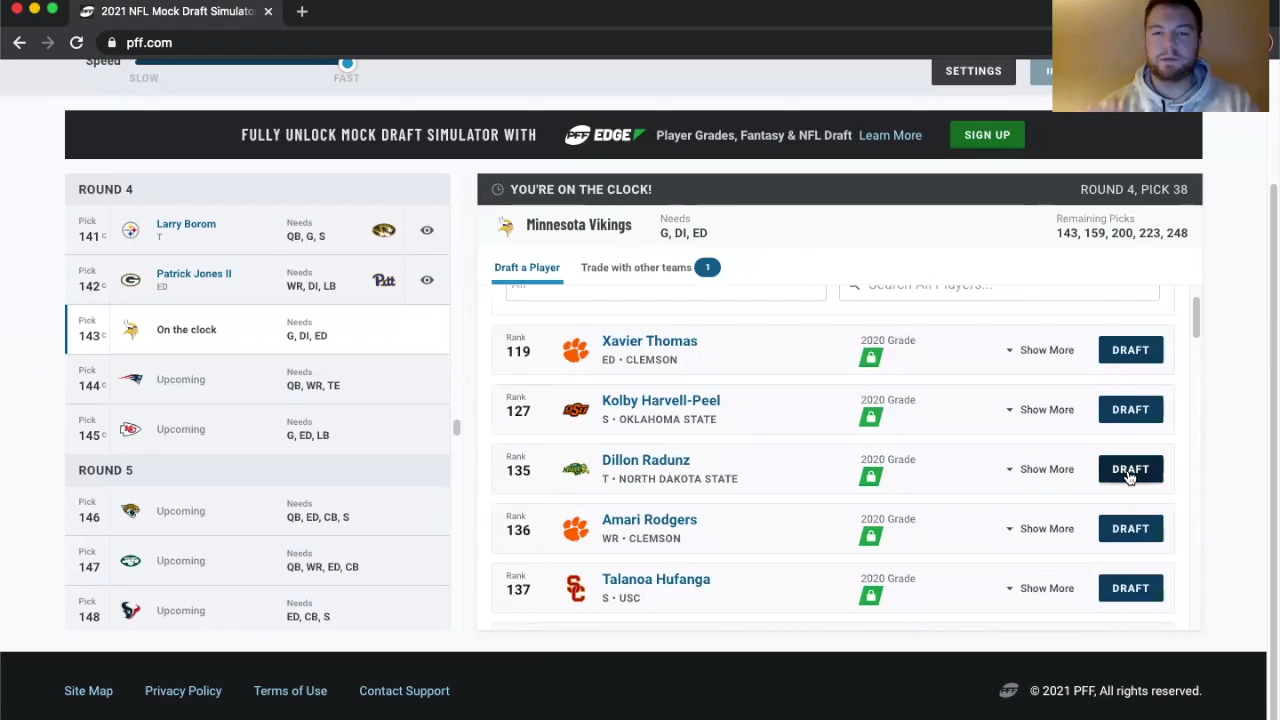 2021 NFL Mock Draft Simulato
pff.com
Speed
SLOW
FAST
SETTINGS
FULLY UNLOCK MOCK DRAFT SIMULATOR WITH
PFF EDGE
Player Grades, Fantasy & NFL Draft Learn More
SIGN UP
ROUND 4
Pick
141 C
Larry Borom
T
Needs
QB, G, S
Pick
142 C
Patrick Jones II
ED
Needs
WR, DI, LB
Pitt
Pick
143 C
On the clock
Needs
G, DI, ED
Pick
144 C
Upcoming
Needs
QB, WR, TE
Pick
145 C
Upcoming
Needs
G, ED, LB
ROUND 5
Pick
146
Upcoming
Needs
QB, ED, CB, S
Pick
147
Upcoming
Needs
QB, WR, ED, CB
Pick
148
Upcoming
Needs
ED, CB, S
YOU'RE ON THE CLOCK!
ROUND 4, PICK 38
Minnesota Vikings
Needs
G, DI, ED
Remaining Picks
143, 159, 200, 223, 248
Draft a Player
Trade with other teams 1
All
Search All Players...
Rank
119
Xavier Thomas
ED • CLEMSON
2020 Grade
Show More
DRAFT
Rank
127
OSU
Kolby Harvell-Peel
S • OKLAHOMA STATE
2020 Grade
Show More
DRAFT
Rank
135
Dillon Radunz
T • NORTH DAKOTA STATE
2020 Grade
Show More
DRAFT
Rank
136
Amari Rodgers
WR • CLEMSON
2020 Grade
Show More
DRAFT
Rank
137
SC
Talanoa Hufanga
S • USC
2020 Grade
Show More
DRAFT
Site Map
Privacy Policy
Terms of Use
Contact Support
© 2021 PFF, All rights reserved.